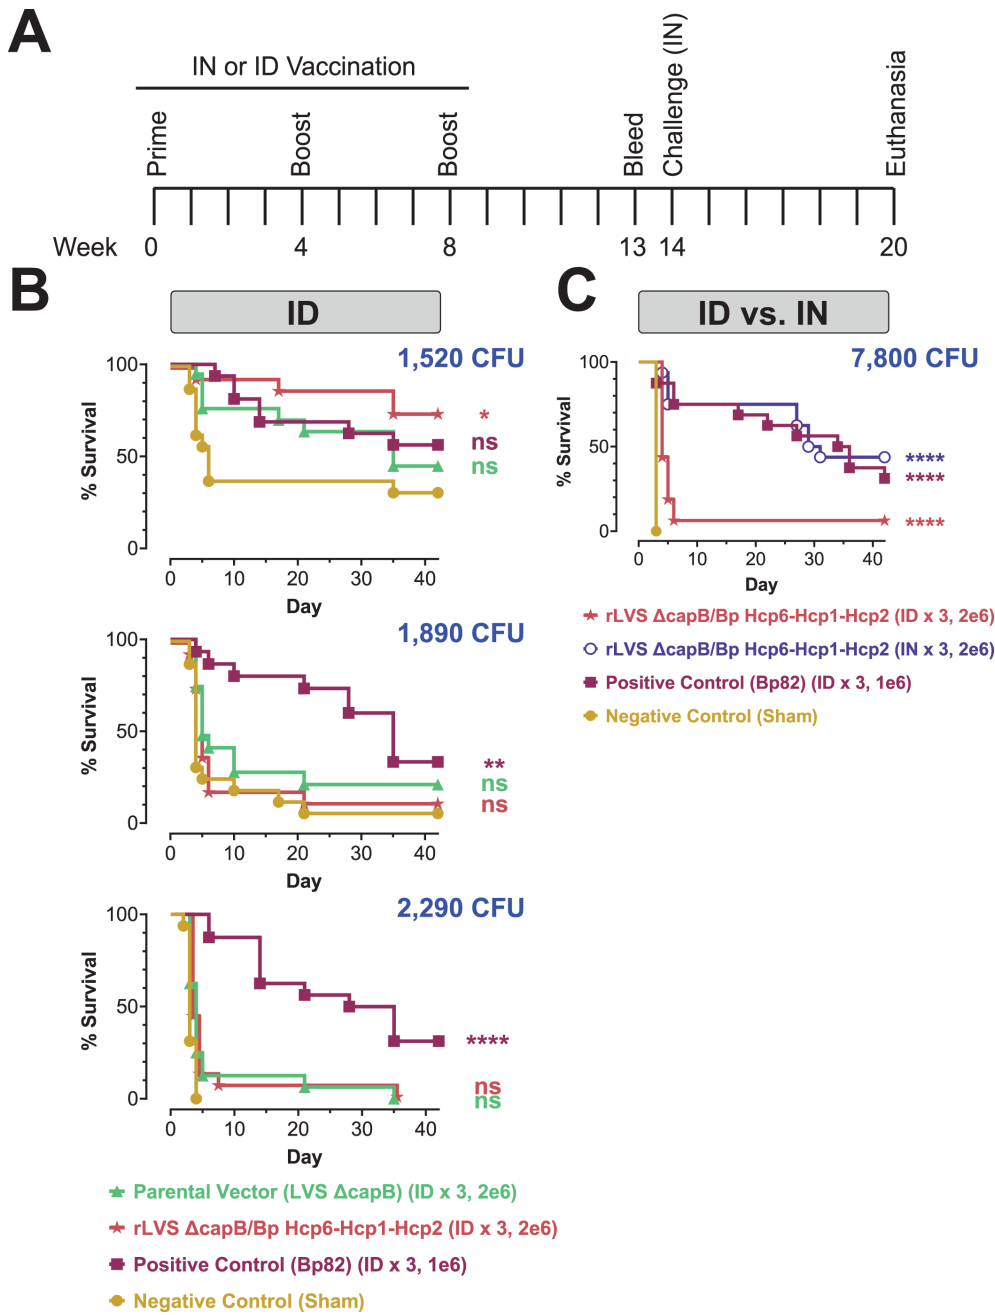 A
IN or ID Vaccination
Prime
Boost
Boost
Bleed
Challenge (IN)
Euthanasia
Week 0 4 8 13 14 20
B
ID
1,520 CFU
% Survival
100
50
0
*
ns
ns
0 10 20 30 40
Day
1,890 CFU
% Survival
100
50
0
**
ns
ns
0 10 20 30 40
Day
2,290 CFU
% Survival
100
50
0
****
ns
ns
0 10 20 30 40
Day
Parental Vector (LVS ΔcapB) (ID x 3, 2e6)
rLVS ΔcapB/Bp Hcp6-Hcp1-Hcp2 (ID x 3, 2e6)
Positive Control (Bp82) (ID x 3, 1e6)
Negative Control (Sham)
C
ID vs. IN
7,800 CFU
% Survival
100
50
0
****
****
****
0 10 20 30 40
Day
rLVS ΔcapB/Bp Hcp6-Hcp1-Hcp2 (ID x 3, 2e6)
rLVS ΔcapB/Bp Hcp6-Hcp1-Hcp2 (IN x 3, 2e6)
Positive Control (Bp82) (ID x 3, 1e6)
Negative Control (Sham)